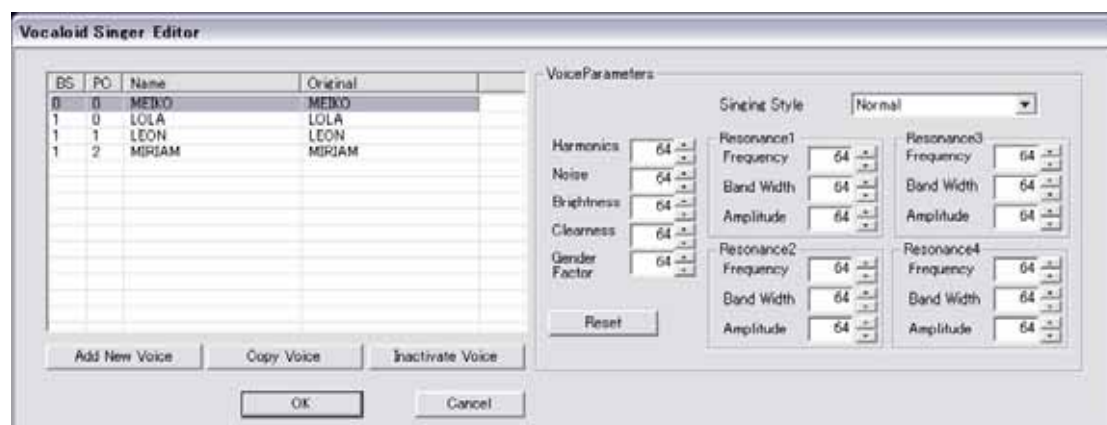 Vocaloid Singer Editor
BS PC Name Original
0 0 MEIKO MEIKO
1 0 LOLA LOLA
1 1 LEON LEON
1 2 MIRIAM MIRIAM
Add New Voice Copy Voice Inactivate Voice
OK Cancel
VoiceParameters
Singing Style Normal
Harmonics 64
Noise 64
Brightness 64
Clearness 64
Gender Factor 64
Reset
Resonance1
Frequency 64
Band Width 64
Amplitude 64
Resonance2
Frequency 64
Band Width 64
Amplitude 64
Resonance3
Frequency 64
Band Width 64
Amplitude 64
Resonance4
Frequency 64
Band Width 64
Amplitude 64